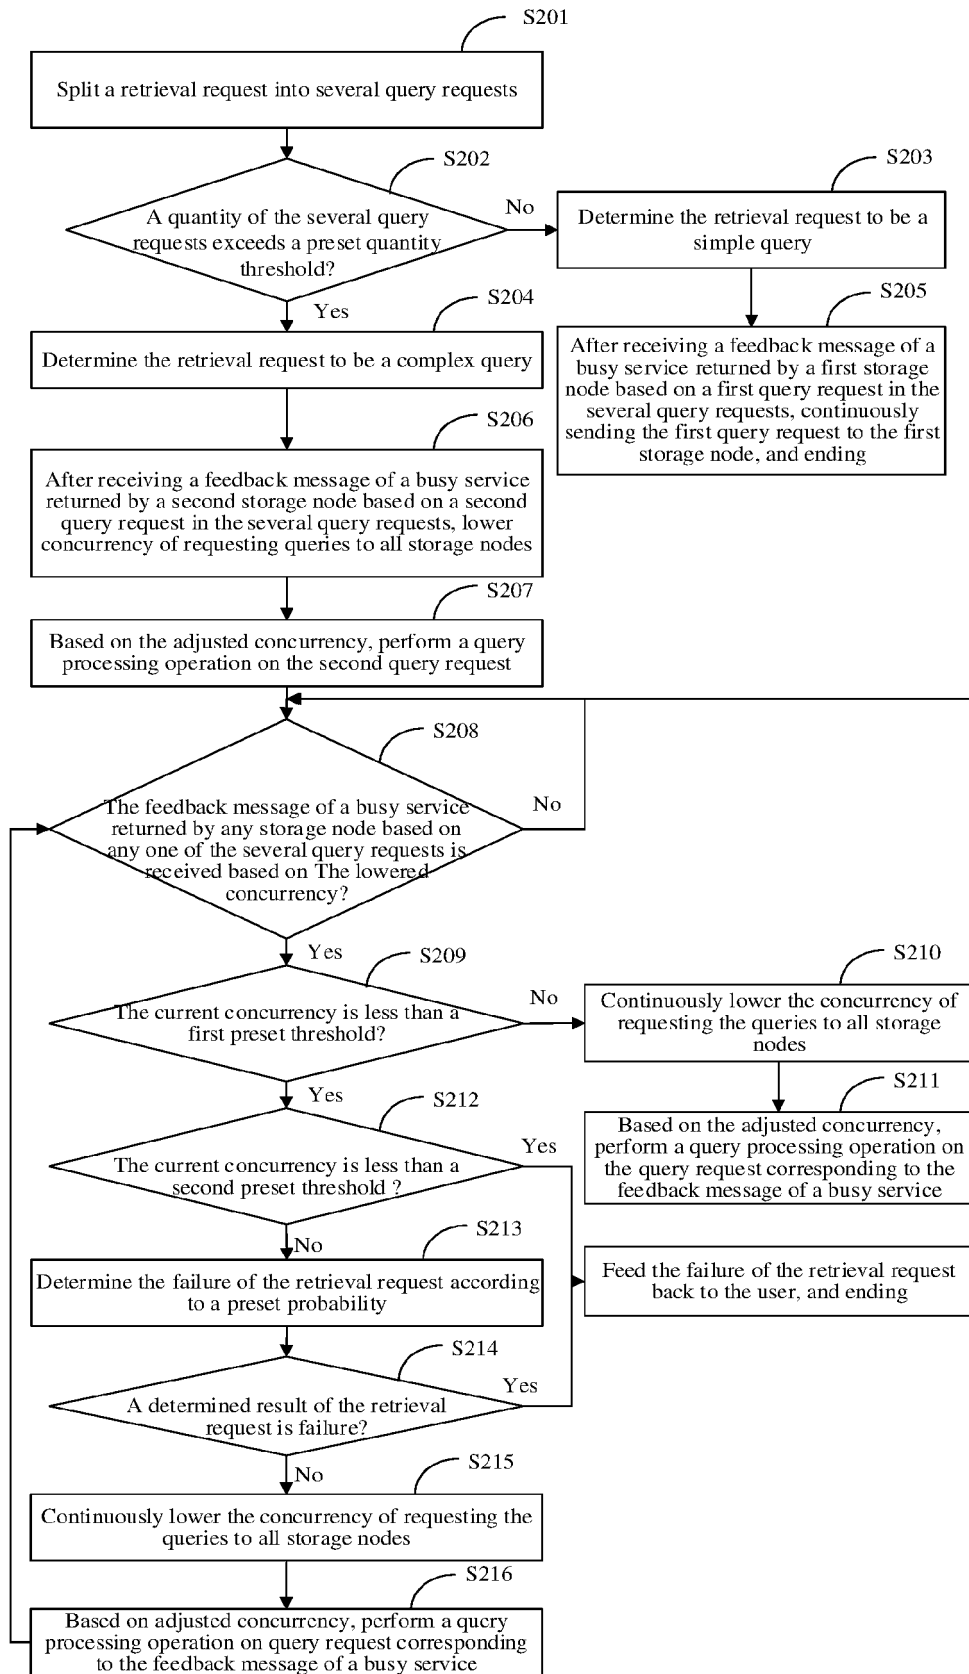 S201
Split a retrieval request into several query requests
S202
A quantity of the several query
requests exceeds a preset quantity
threshold?
No
Yes
S203
Determine the retrieval request to be a
simple query
S204
Determine the retrieval request to be a complex query
S205
After receiving a feedback message of a
busy service returned by a first storage
node based on a first query request in the
several query requests, continuously
sending the first query request to the first
storage node, and ending
S206
After receiving a feedback message of a busy service
returned by a second storage node based on a second
query request in the several query requests, lower
concurrency of requesting queries to all storage nodes
S207
Based on the adjusted concurrency, perform a query
processing operation on the second query request
S208
The feedback message of a busy service
returned by any storage node based on
any one of the several query requests is
received based on The lowered
concurrency?
No
Yes
S209
The current concurrency is less than a
first preset threshold?
No
Yes
S210
Continuously lower the concurrency of
requesting the queries to all storage
nodes
S211
Based on the adjusted concurrency,
perform a query processing operation on
the query request corresponding to the
feedback message of a busy service
S212
The current concurrency is less than a
second preset threshold ?
Yes
No
S213
Determine the failure of the retrieval request according
to a preset probability
Feed the failure of the retrieval request
back to the user, and ending
S214
A determined result of the retrieval
request is failure?
Yes
No
S215
Continuously lower the concurrency of requesting the
queries to all storage nodes
S216
Based on adjusted concurrency, perform a query
processing operation on query request corresponding
to the feedback message of a busy service